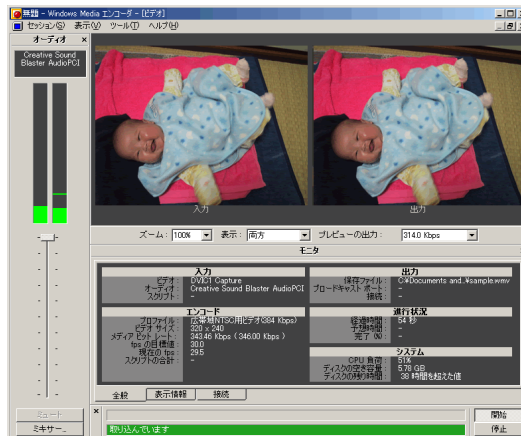 無題 - Windows Media エンコーダ - [ビデオ]
セッション(S) 表示(V) ツール(T) ヘルプ(H)
オーディオ ×
Creative Sound
Blaster AudioPCI
入力 出力
ズーム: 100% 表示: 両方 プレビューの出力: 314.0 Kbps
モニタ
入力
ビデオ: DVIC1 Capture
オーディオ: Creative Sound Blaster AudioPCI
スクリプト: -
エンコード
プロファイル: 広帯域NTSC用ビデオ(384 Kbps)
ビデオ サイズ: 320 x 240
メディア ビット レート: 343.46 Kbps ( 346.00 Kbps )
fps の目標値: 30.0
現在の fps: 29.5
スクリプトの合計: -
出力
保存ファイル: C:¥Documents and..¥sample.wmv
ブロードキャスト ポート: -
接続: -
進行状況
経過時間: 54 秒
予想時間: -
完了 (%): -
システム
CPU 負荷: 51%
ディスクの空き容量: 5.78 GB
ディスクの残り時間: 38 時間を超えた値
全般 表示情報 接続
ミュート
ミキサー...
× 開始
取り込んでいます 停止